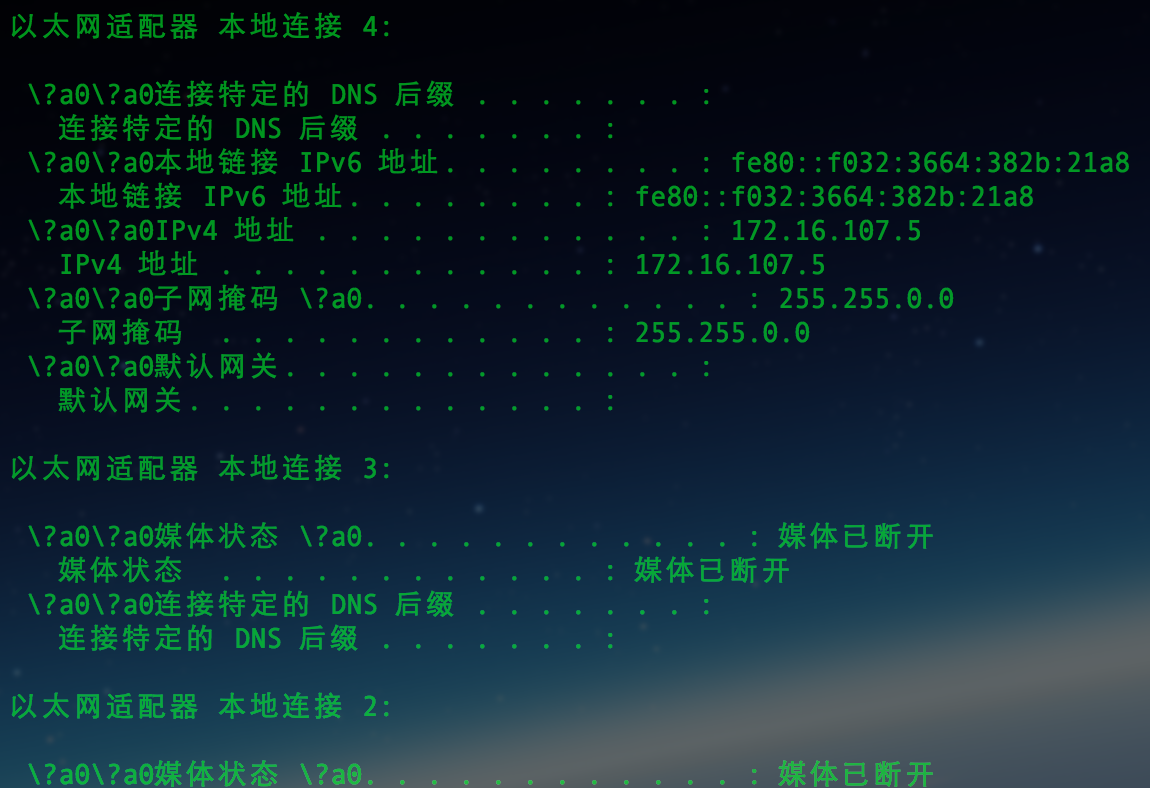 以太网适配器 本地连接 4:
\?a0\?a0连接特定的 DNS 后缀 . . . . . . . :
连接特定的 DNS 后缀 . . . . . . . :
\?a0\?a0本地链接 IPv6 地址. . . . . . . . : fe80::f032:3664:382b:21a8
本地链接 IPv6 地址. . . . . . . . : fe80::f032:3664:382b:21a8
\?a0\?a0IPv4 地址 . . . . . . . . . . . . : 172.16.107.5
IPv4 地址 . . . . . . . . . . . . : 172.16.107.5
\?a0\?a0子网掩码 \?a0. . . . . . . . . . . . : 255.255.0.0
子网掩码  . . . . . . . . . . . . : 255.255.0.0
\?a0\?a0默认网关. . . . . . . . . . . . . :
默认网关. . . . . . . . . . . . . :
以太网适配器 本地连接 3:
\?a0\?a0媒体状态 \?a0. . . . . . . . . . . . : 媒体已断开
媒体状态  . . . . . . . . . . . . : 媒体已断开
\?a0\?a0连接特定的 DNS 后缀 . . . . . . . :
连接特定的 DNS 后缀 . . . . . . . :
以太网适配器 本地连接 2:
\?a0\?a0媒体状态 \?a0. . . . . . . . . . . . : 媒体已断开